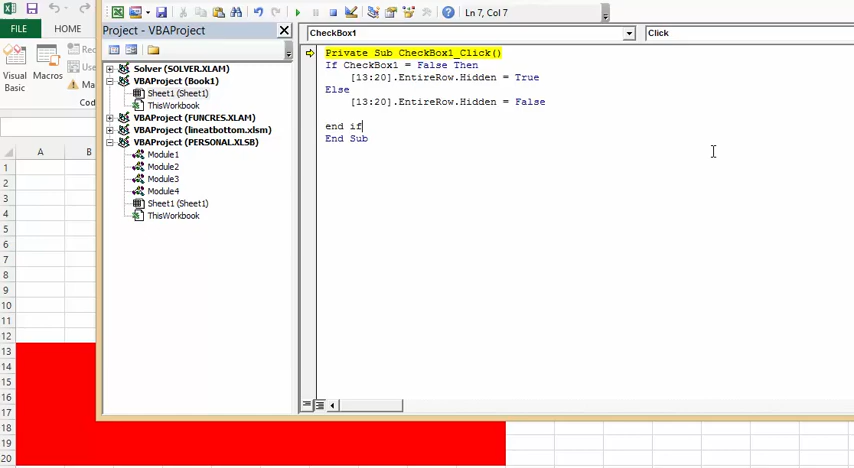 FILE
HOME
Visual
Basic
Macros
Rec
Use
Ma
Cod
Ln 7, Col 7
Project - VBAProject
CheckBox1
Click
Solver (SOLVER.XLAM)
VBAProject (Book1)
Sheet1 (Sheet1)
ThisWorkbook
VBAProject (FUNCRES.XLAM)
VBAProject (lineatbottom.xlsm)
VBAProject (PERSONAL.XLSB)
Module1
Module2
Module3
Module4
Sheet1 (Sheet1)
ThisWorkbook
Private Sub CheckBox1_Click()
If CheckBox1 = False Then
[13:20].EntireRow.Hidden = True
Else
[13:20].EntireRow.Hidden = False
end if
End Sub
A B
1
2
3
4
5
6
7
8
9
10
11
12
13
14
15
16
17
18
19
20